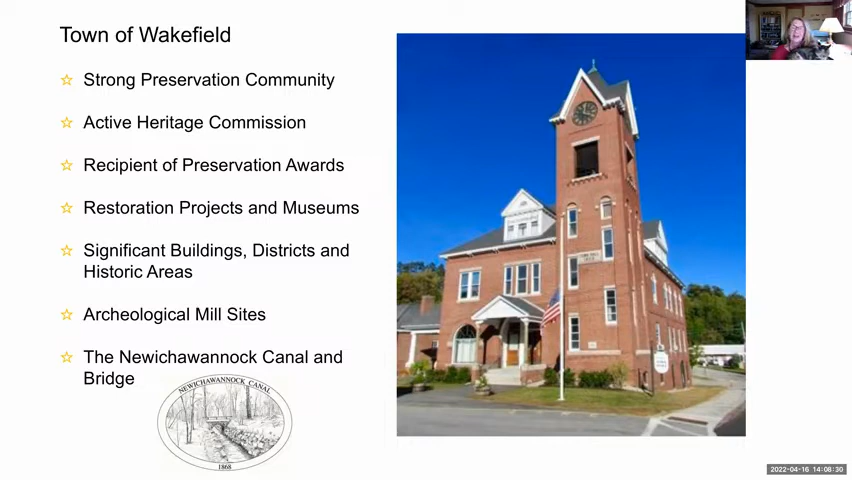 Town of Wakefield
☆ Strong Preservation Community
☆ Active Heritage Commission
☆ Recipient of Preservation Awards
☆ Restoration Projects and Museums
☆ Significant Buildings, Districts and
Historic Areas
☆ Archeological Mill Sites
☆ The Newichawannock Canal and
Bridge
NEWICHAWANNOCK CANAL
1868
2022-04-16 14:08:30